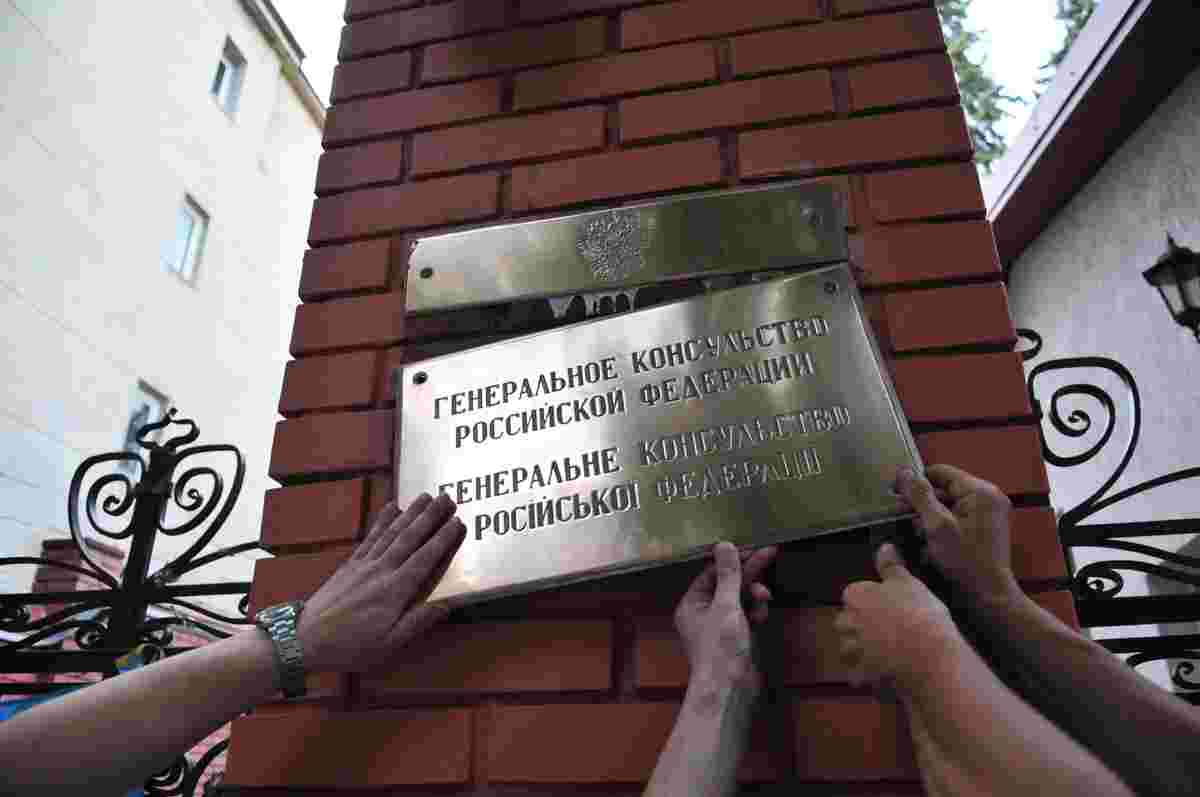 ГЕНЕРАЛЬНОЕ КОНСУЛЬСТВО
РОССИЙСКОЙ ФЕДЕРАЦИИ
ГЕНЕРАЛЬНЕ КОНСУЛЬСТВО
РОСІЙСЬКОЇ ФЕДЕРАЦІЇ